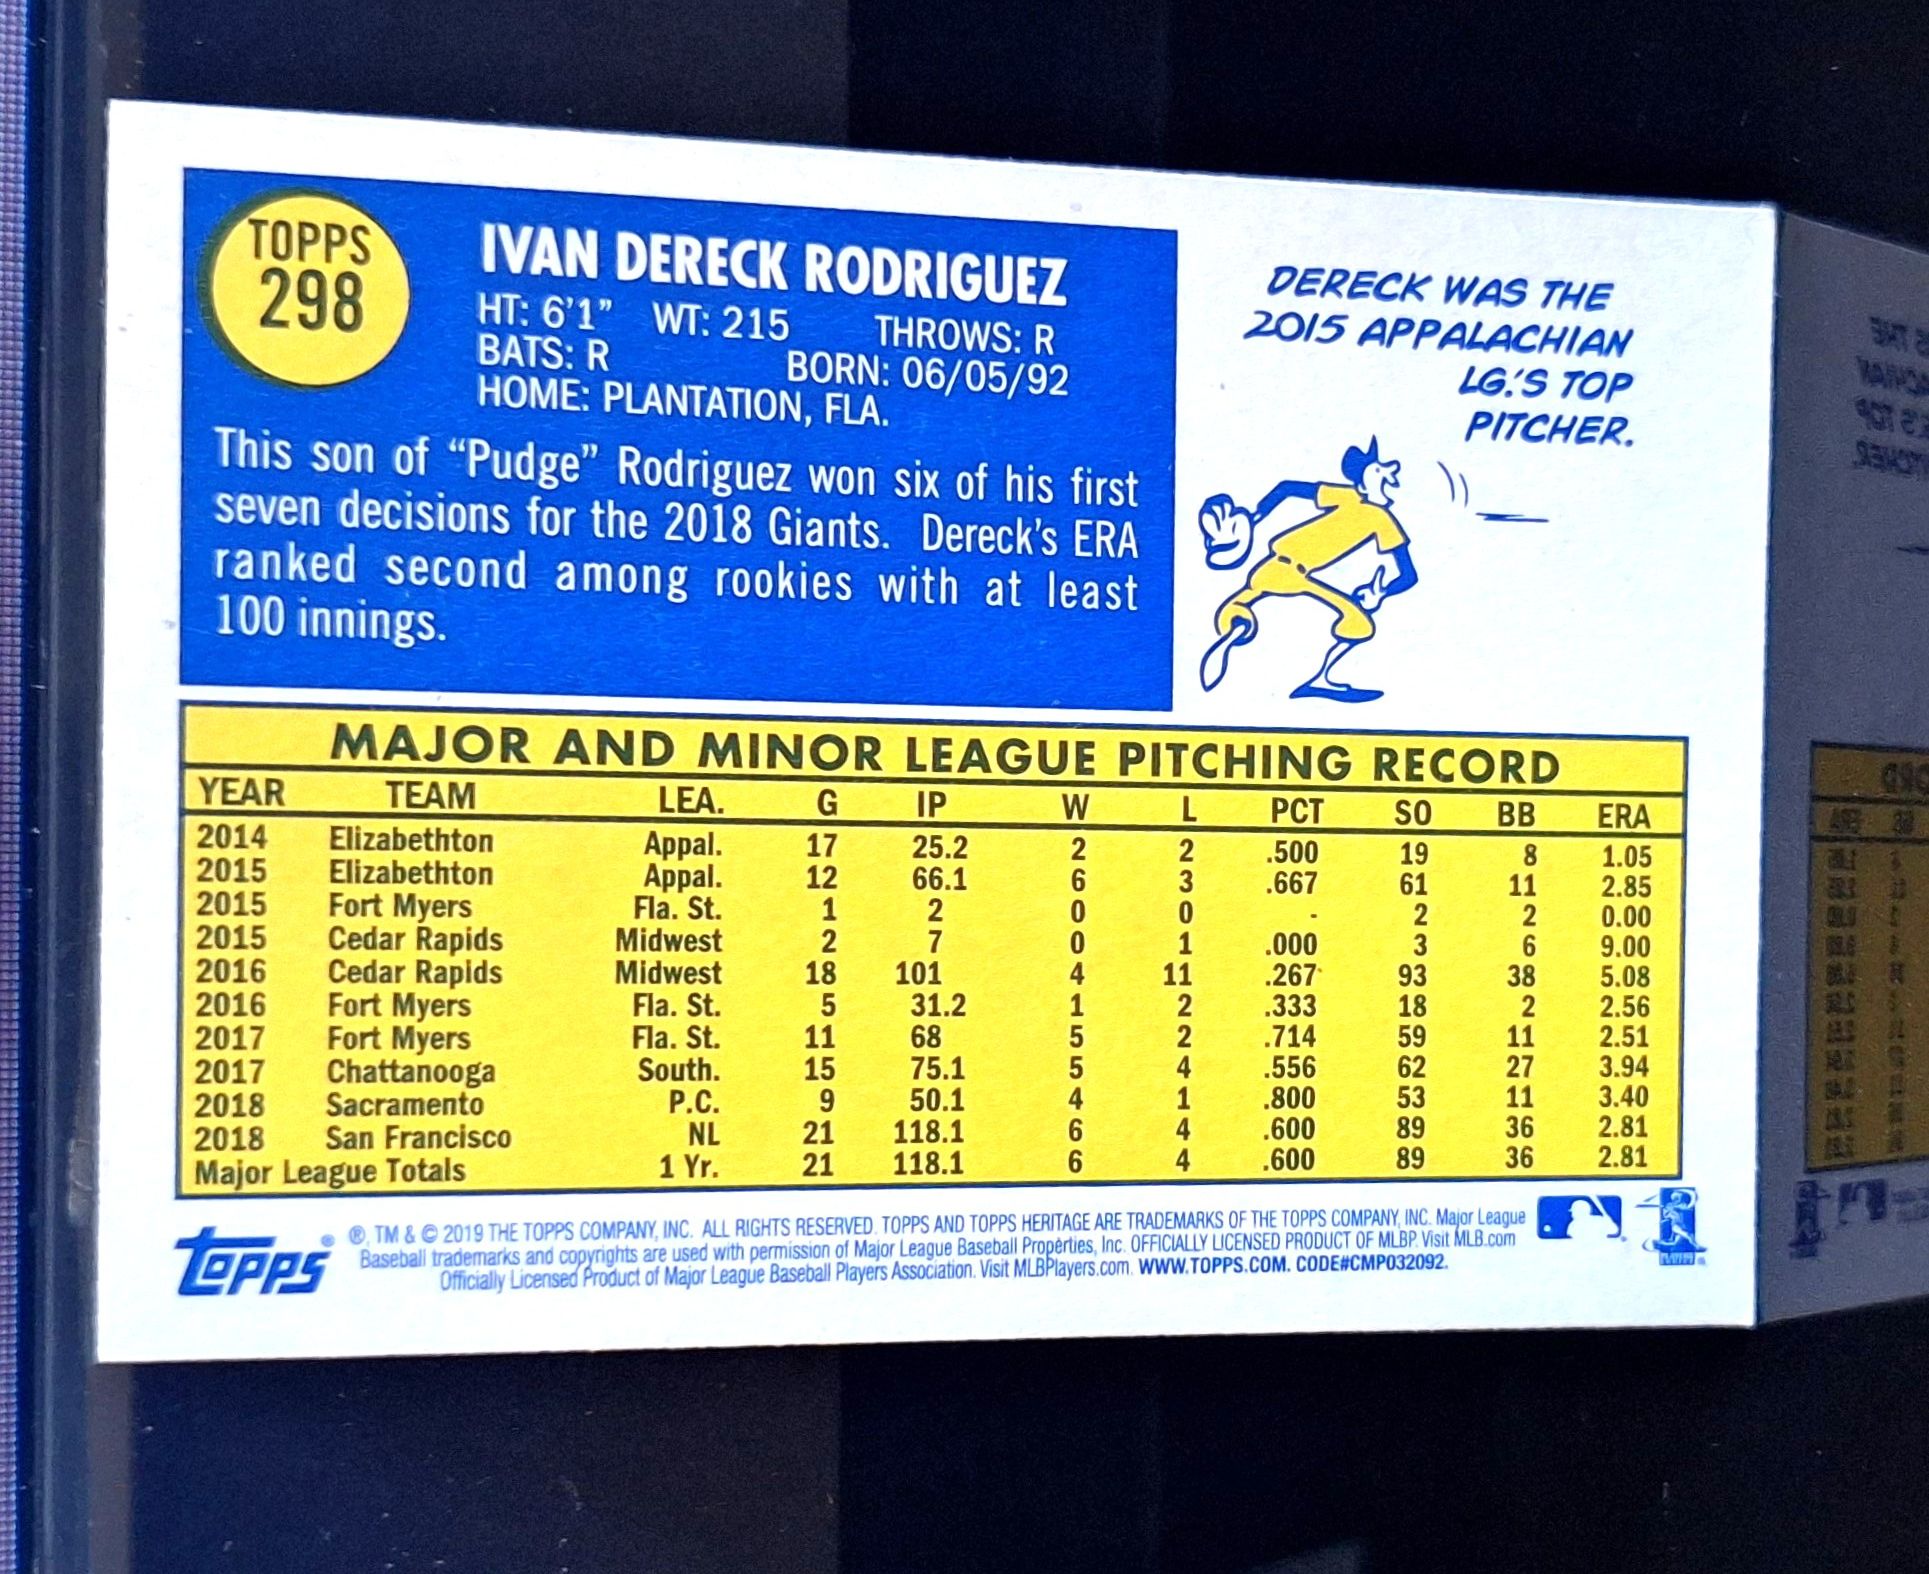 TOPPS
298
IVAN DERECK RODRIGUEZ
HT: 6'1" WT: 215 THROWS: R
BATS: R BORN: 06/05/92
HOME: PLANTATION, FLA.
This son of “Pudge” Rodriguez won six of his first
seven decisions for the 2018 Giants. Dereck's ERA
ranked second among rookies with at least
100 innings.
DERECK WAS THE
2015 APPALACHIAN
LG.'S TOP
PITCHER.
MAJOR AND MINOR LEAGUE PITCHING RECORD
YEAR TEAM LEA. G IP W L PCT SO BB ERA
2014 Elizabethton Appal. 17 25.2 2 2 .500 19 8 1.05
2015 Elizabethton Appal. 12 66.1 6 3 .667 61 11 2.85
2015 Fort Myers Fla. St. 1 2 0 0 - 2 2 0.00
2015 Cedar Rapids Midwest 2 7 0 1 .000 3 6 9.00
2016 Cedar Rapids Midwest 18 101 4 11 .267 93 38 5.08
2016 Fort Myers Fla. St. 5 31.2 1 2 .333 18 2 2.56
2017 Fort Myers Fla. St. 11 68 5 2 .714 59 11 2.51
2017 Chattanooga South. 15 75.1 5 4 .556 62 27 3.94
2018 Sacramento P.C. 9 50.1 4 1 .800 53 11 3.40
2018 San Francisco NL 21 118.1 6 4 .600 89 36 2.81
Major League Totals 1 Yr. 21 118.1 6 4 .600 89 36 2.81
topps®
®, TM & © 2019 THE TOPPS COMPANY, INC. ALL RIGHTS RESERVED. TOPPS AND TOPPS HERITAGE ARE TRADEMARKS OF THE TOPPS COMPANY, INC. Major League
Baseball trademarks and copyrights are used with permission of Major League Baseball Properties, Inc. OFFICIALLY LICENSED PRODUCT OF MLBP. Visit MLB.com
Officially Licensed Product of Major League Baseball Players Association. Visit MLBPlayers.com. WWW.TOPPS.COM. CODE#CMP032092.